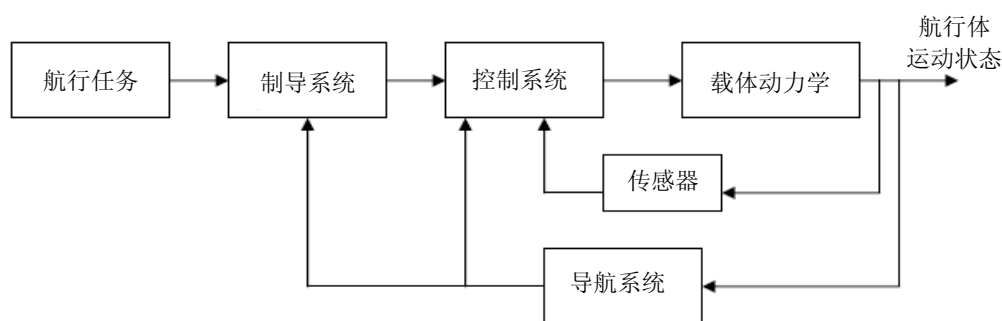 航行体
运动状态
航行任务
制导系统
控制系统
载体动力学
传感器
导航系统